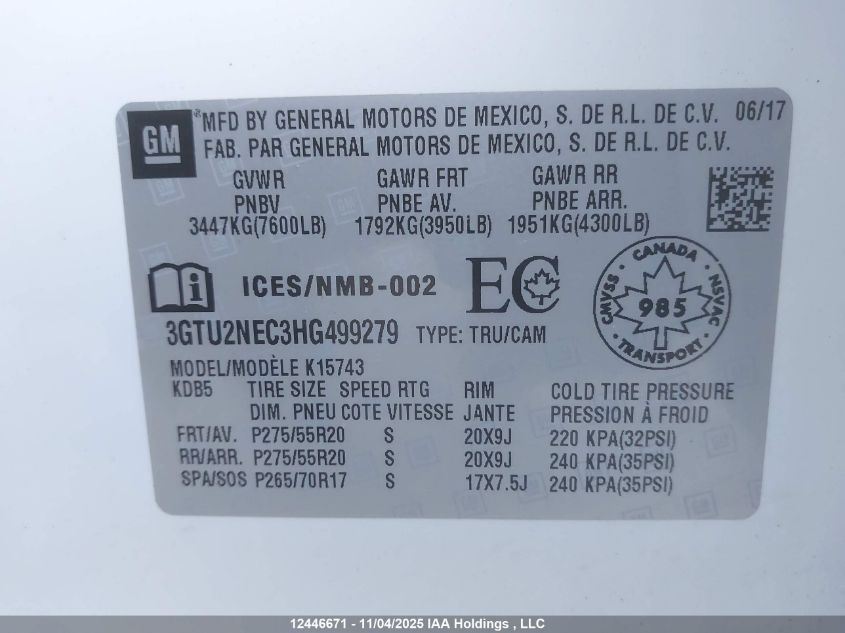 GM
MFD BY GENERAL MOTORS DE MEXICO, S. DE R.L. DE C.V. 06/17
FAB. PAR GENERAL MOTORS DE MEXICO, S. DE R.L. DE C.V.
GVWR GAWR FRT GAWR RR
PNBV PNBE AV. PNBE ARR.
3447KG(7600LB) 1792KG(3950LB) 1951KG(4300LB)
i ICES/NMB-002 EC
CANADA
CMVSS 985 NSVAC
TRANSPORT
3GTU2NEC3HG499279 TYPE: TRU/CAM
MODEL/MODÈLE K15743
KDB5 TIRE SIZE SPEED RTG RIM COLD TIRE PRESSURE
DIM. PNEU COTE VITESSE JANTE PRESSION À FROID
FRT/AV. P275/55R20 S 20X9J 220 KPA(32PSI)
RR/ARR. P275/55R20 S 20X9J 240 KPA(35PSI)
SPA/SOS P265/70R17 S 17X7.5J 240 KPA(35PSI)
12446671 - 11/04/2025 IAA Holdings , LLC